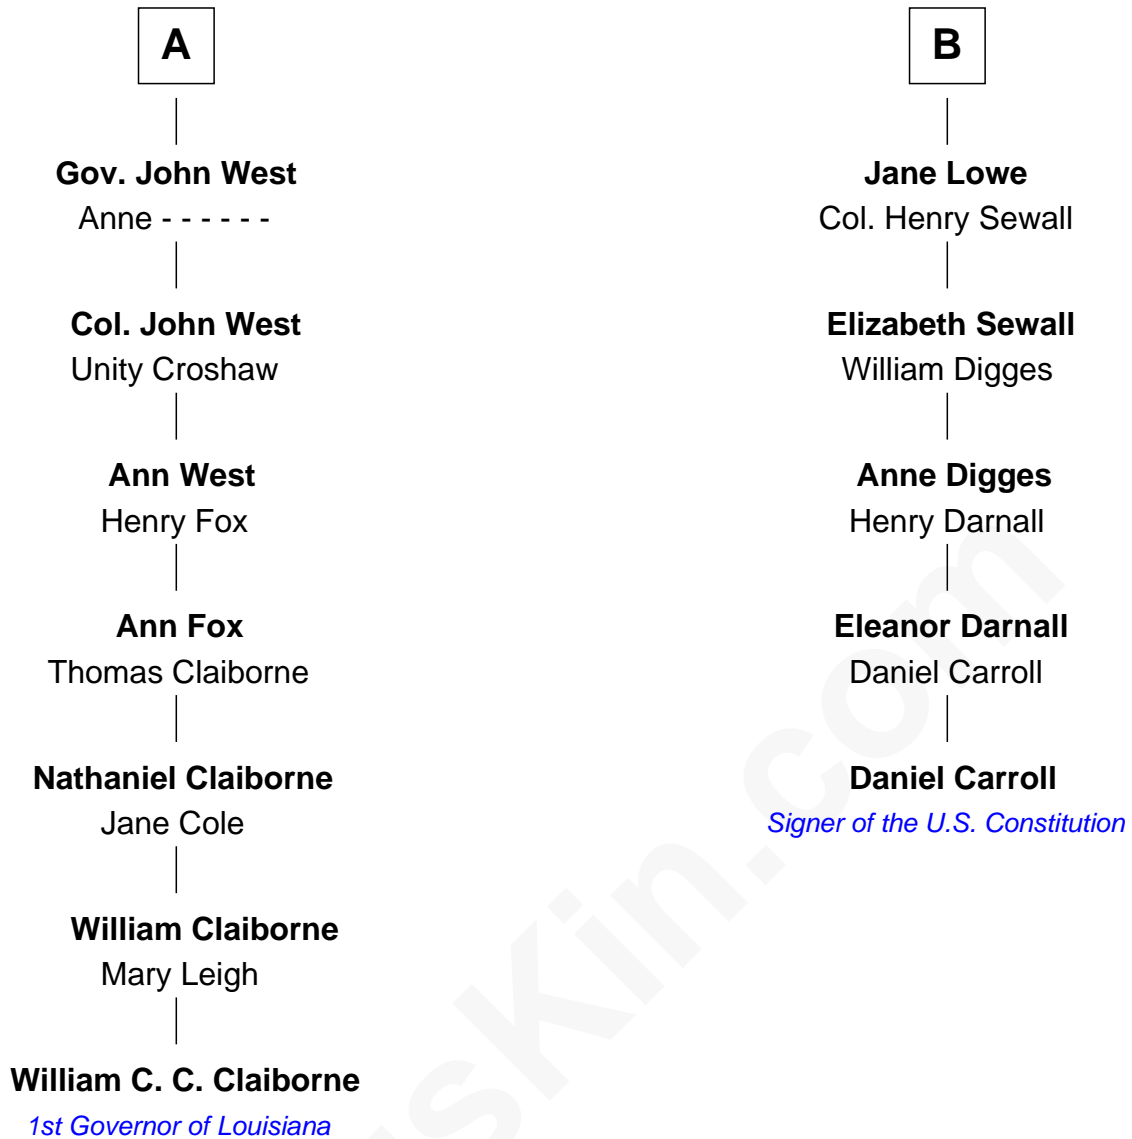 A
Gov. John West
Anne - - - - - -
Col. John West
Unity Croshaw
Ann West
Henry Fox
Ann Fox
Thomas Claiborne
Nathaniel Claiborne
Jane Cole
William Claiborne
Mary Leigh
William C. C. Claiborne
1st Governor of Louisiana
B
Jane Lowe
Col. Henry Sewall
Elizabeth Sewall
William Digges
Anne Digges
Henry Darnall
Eleanor Darnall
Daniel Carroll
Daniel Carroll
Signer of the U.S. Constitution